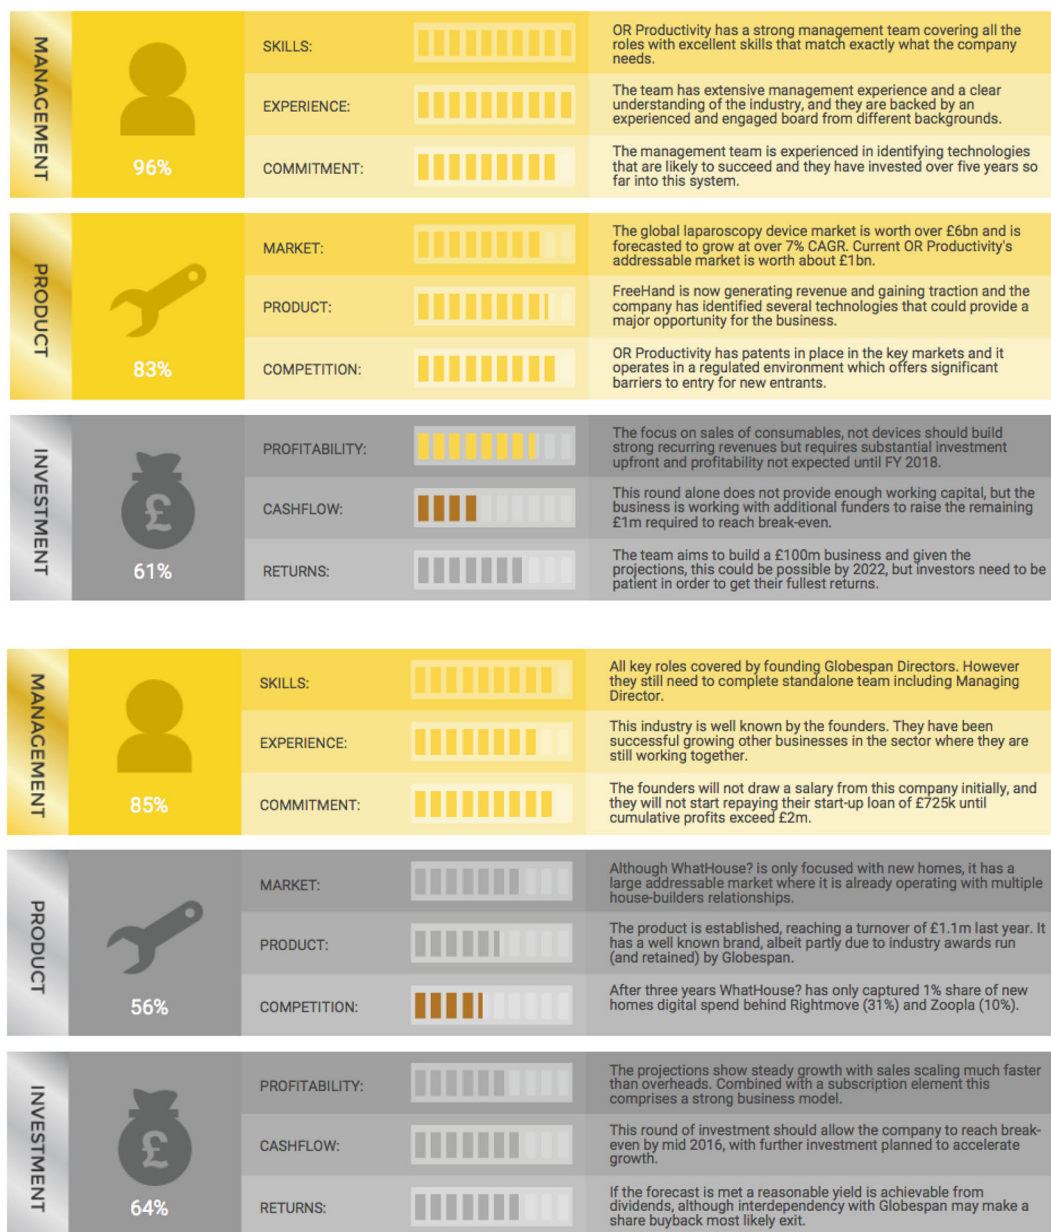 MANAGEMENT
96%
SKILLS:
OR Productivity has a strong management team covering all the
roles with excellent skills that match exactly what the company
needs.
EXPERIENCE:
The team has extensive management experience and a clear
understanding of the industry, and they are backed by an
experienced and engaged board from different backgrounds.
COMMITMENT:
The management team is experienced in identifying technologies
that are likely to succeed and they have invested over five years so
far into this system.
PRODUCT
83%
MARKET:
The global laparoscopy device market is worth over £6bn and is
forecasted to grow at over 7% CAGR. Current OR Productivity's
addressable market is worth about £1bn.
PRODUCT:
FreeHand is now generating revenue and gaining traction and the
company has identified several technologies that could provide a
major opportunity for the business.
COMPETITION:
OR Productivity has patents in place in the key markets and it
operates in a regulated environment which offers significant
barriers to entry for new entrants.
INVESTMENT
£
61%
PROFITABILITY:
The focus on sales of consumables, not devices should build
strong recurring revenues but requires substantial investment
upfront and profitability not expected until FY 2018.
CASHFLOW:
This round alone does not provide enough working capital, but the
business is working with additional funders to raise the remaining
£1m required to reach break-even.
RETURNS:
The team aims to build a £100m business and given the
projections, this could be possible by 2022, but investors need to be
patient in order to get their fullest returns.
MANAGEMENT
85%
SKILLS:
All key roles covered by founding Globespan Directors. However
they still need to complete standalone team including Managing
Director.
EXPERIENCE:
This industry is well known by the founders. They have been
successful growing other businesses in the sector where they are
still working together.
COMMITMENT:
The founders will not draw a salary from this company initially, and
they will not start repaying their start-up loan of £725k until
cumulative profits exceed £2m.
PRODUCT
56%
MARKET:
Although WhatHouse? is only focused with new homes, it has a
large addressable market where it is already operating with multiple
house-builders relationships.
PRODUCT:
The product is established, reaching a turnover of £1.1m last year. It
has a well known brand, albeit partly due to industry awards run
(and retained) by Globespan.
COMPETITION:
After three years WhatHouse? has only captured 1% share of new
homes digital spend behind Rightmove (31%) and Zoopla (10%).
INVESTMENT
£
64%
PROFITABILITY:
The projections show steady growth with sales scaling much faster
than overheads. Combined with a subscription element this
comprises a strong business model.
CASHFLOW:
This round of investment should allow the company to reach break-
even by mid 2016, with further investment planned to accelerate
growth.
RETURNS:
If the forecast is met a reasonable yield is achievable from
dividends, although interdependency with Globespan may make a
share buyback most likely exit.